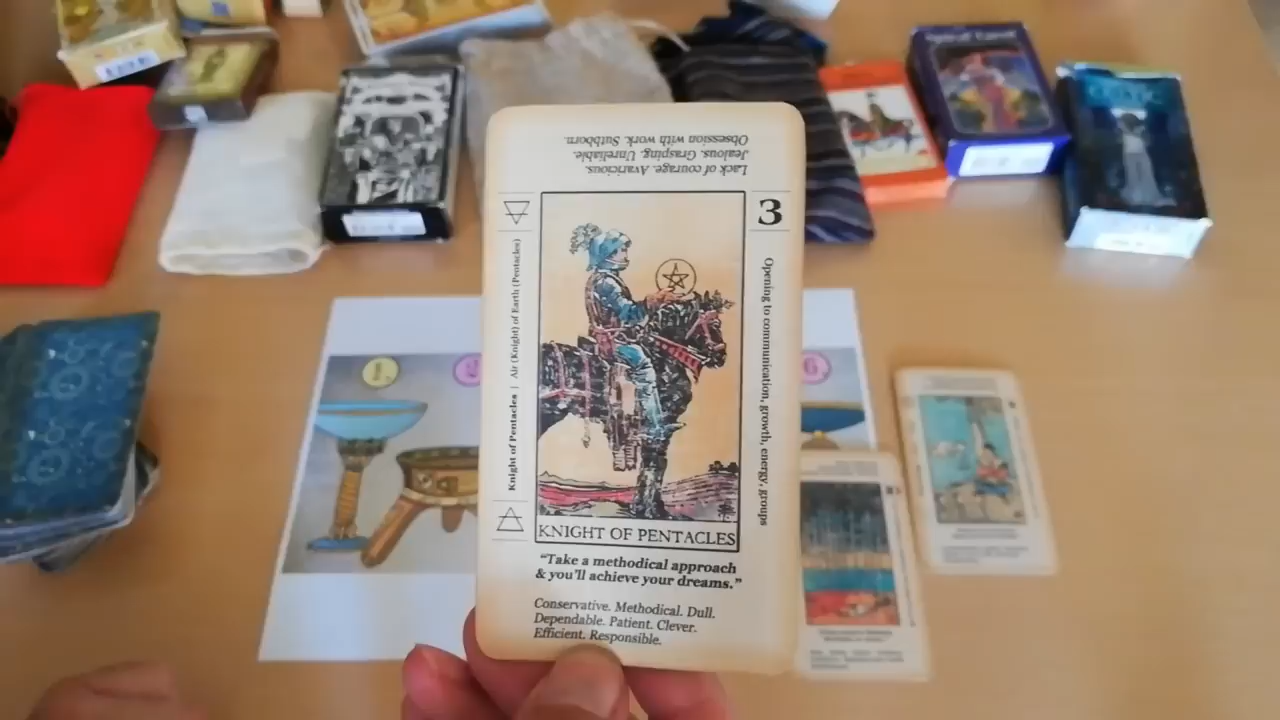 Lack of courage. Avaricious.
Jealous. Grasping. Unreliable.
Obsession with work. Subborn.
3
Knight of Pentacles | Air (Knight) of Earth (Pentacles)
Opening to communication, growth, energy, groups
KNIGHT OF PENTACLES
“Take a methodical approach
& you’ll achieve your dreams.”
Conservative. Methodical. Dull.
Dependable. Patient. Clever.
Efficient. Responsible.
1